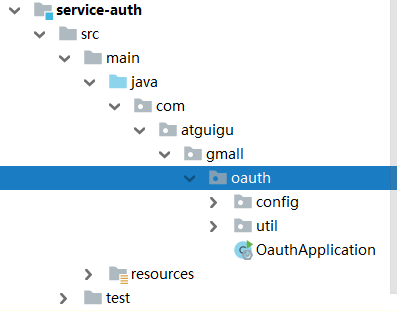 service-auth
src
main
java
com
atguigu
gmall
oauth
config
util
OauthApplication
resources
test